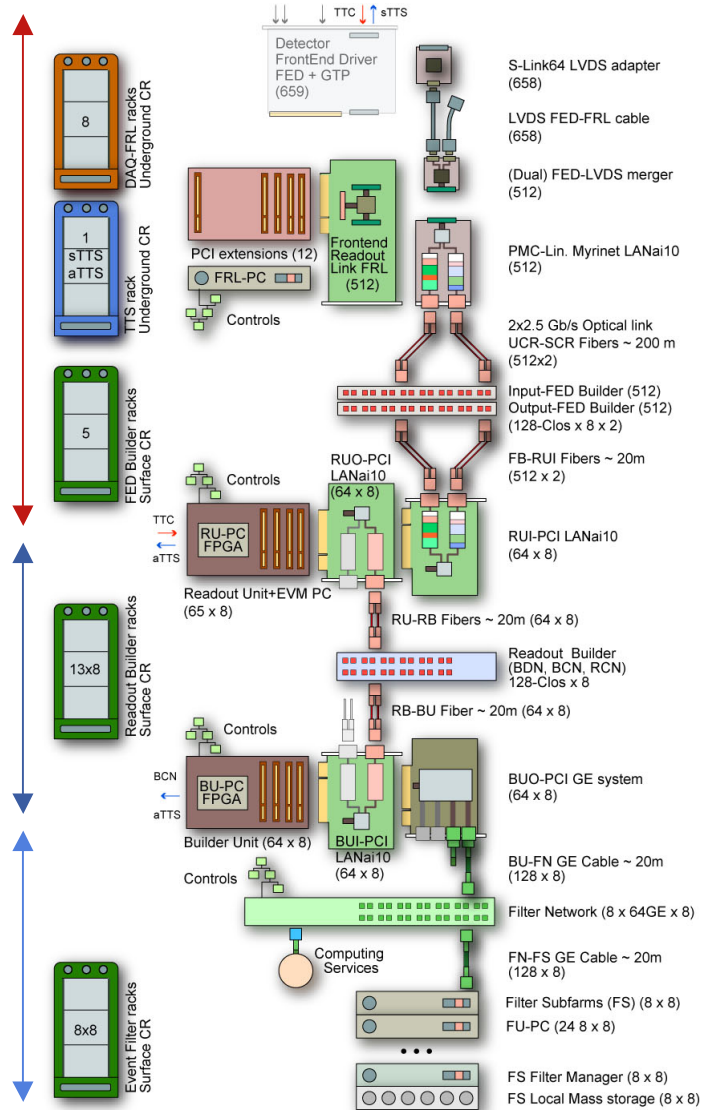 TTC
sTTS
Detector
FrontEnd Driver
FED + GTP
(659)
S-Link64 LVDS adapter
(658)
LVDS FED-FRL cable
(658)
(Dual) FED-LVDS merger
(512)
8
DAQ-FRL racks
Underground CR
PCI extensions (12)
FRL-PC
Controls
Frontend
Readout
Link FRL
(512)
PMC-Lin. Myrinet LANai10
(512)
1
sTTS
aTTS
TTS rack
Underground CR
2x2.5 Gb/s Optical link
UCR-SCR Fibers ~ 200 m
(512x2)
Input-FED Builder (512)
Output-FED Builder (512)
(128-Clos x 8 x 2)
5
FED Builder racks
Surface CR
FB-RUI Fibers ~ 20m
(512 x 2)
Controls
RUO-PCI
LANai10
(64 x 8)
TTC
aTTS
RU-PC
FPGA
RUI-PCI LANai10
(64 x 8)
Readout Unit+EVM PC
(65 x 8)
RU-RB Fibers ~ 20m (64 x 8)
13x8
Readout Builder racks
Surface CR
Readout  Builder
(BDN, BCN, RCN)
128-Clos x 8
RB-BU Fiber ~ 20m (64 x 8)
Controls
BCN
aTTS
BU-PC
FPGA
BUO-PCI GE system
(64 x 8)
Builder Unit (64 x 8)
BUI-PCI
LANai10
(64 x 8)
BU-FN GE Cable ~ 20m
(128 x 8)
Controls
Filter Network (8 x 64GE x 8)
Computing
Services
FN-FS GE Cable ~ 20m
(128 x 8)
8x8
Event Filter racks
Surface CR
Filter Subfarms (FS) (8 x 8)
FU-PC (24 8 x 8)
FS Filter Manager (8 x 8)
FS Local Mass storage (8 x 8)